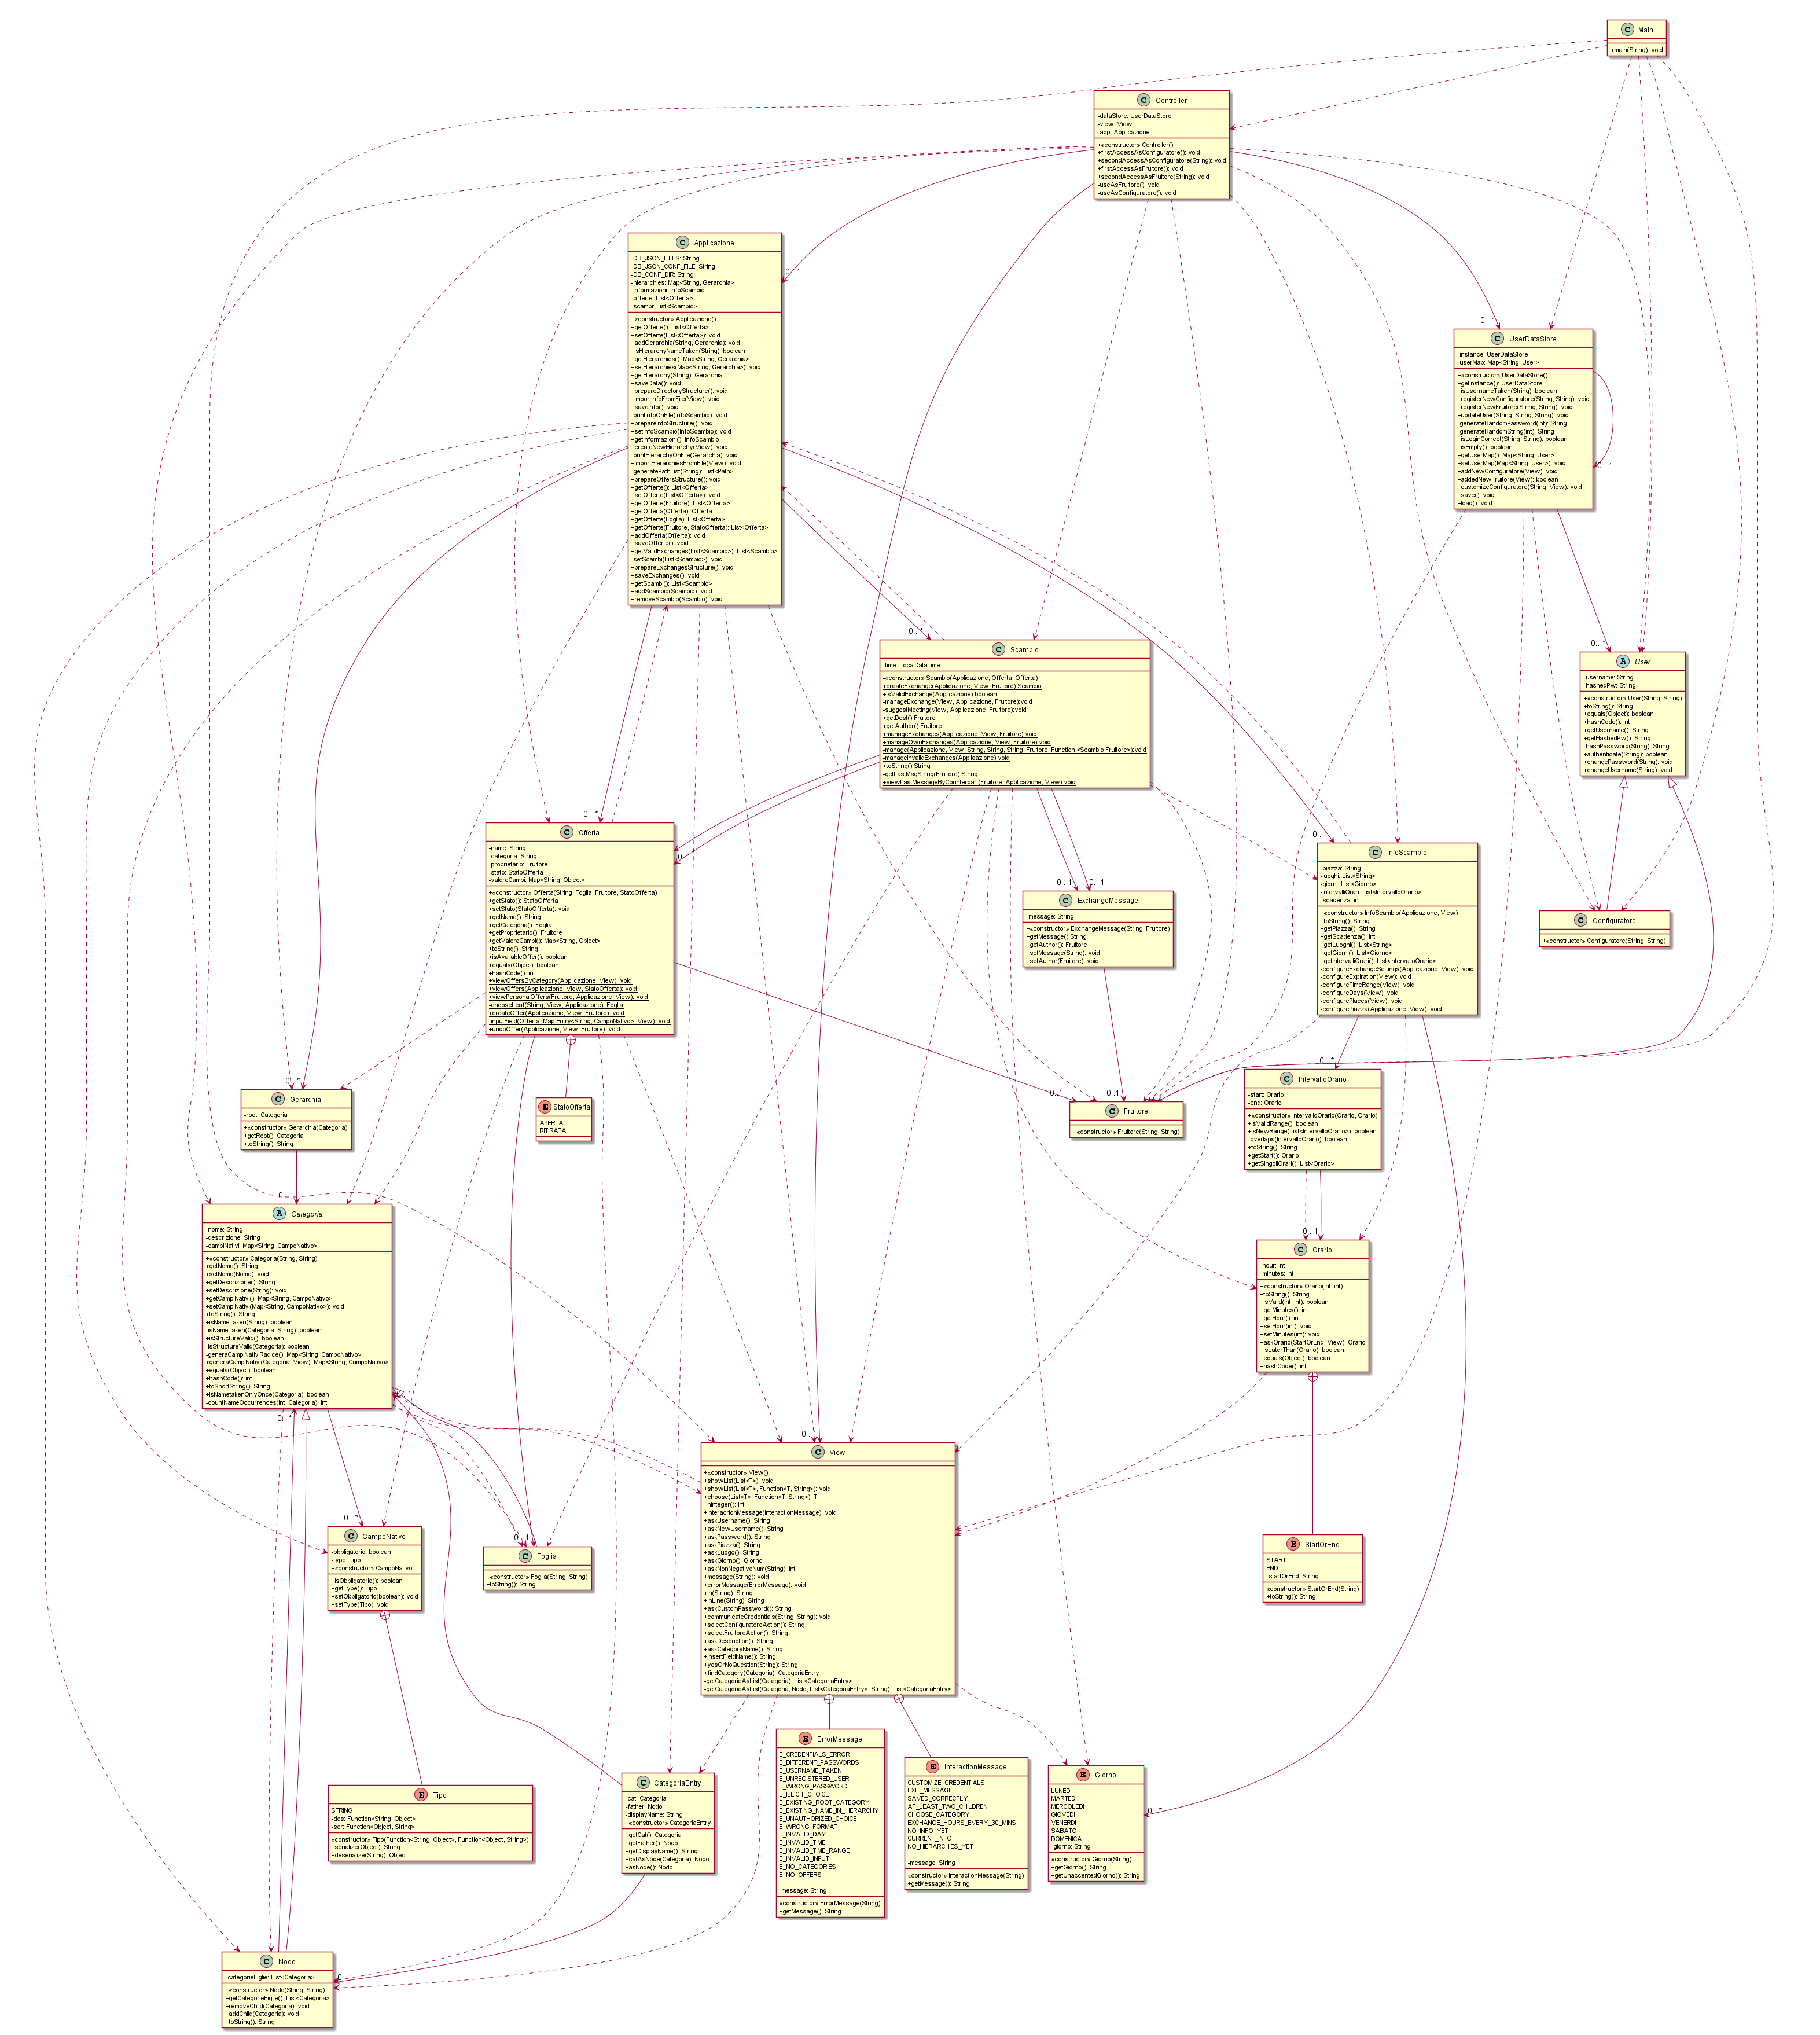 C Main
+main(String): void
C Controller
-dataStore: UserDataStore
-view: View
-app: Applicazione
+«constructor» Controller()
+firstAccessAsConfiguratore(): void
+secondAccessAsConfiguratore(String): void
+firstAccessAsFruitore(): void
+secondAccessAsFruitore(String): void
-useAsFruitore(): void
-useAsConfiguratore(): void
C Applicazione
-DB_JSON_FILES: String
-DB_JSON_CONF_FILE: String
-DB_CONF_DIR: String
-hierarchies: Map<String, Gerarchia>
-informazioni: InfoScambio
-offerte: List<Offerta>
-scambi: List<Scambio>
+«constructor» Applicazione()
+getOfferte(): List<Offerta>
+setOfferte(List<Offerta>): void
+addGerarchia(String, Gerarchia): void
+isHierarchyNameTaken(String): boolean
+getHierarchies(): Map<String, Gerarchia>
+setHierarchies(Map<String, Gerarchia>): void
+getHierarchy(String): Gerarchia
+saveData(): void
+prepareDirectoryStructure(): void
+importInfoFromFile(View): void
+saveInfo(): void
-printInfoOnFile(InfoScambio): void
+prepareInfoStructure(): void
+setInfoScambio(InfoScambio): void
+getInformazioni(): InfoScambio
+createNewHierarchy(View): void
-printHierarchyOnFile(Gerarchia): void
+importHierarchiesFromFile(View): void
-generatePathList(String): List<Path>
+prepareOffersStructure(): void
+getOfferte(): List<Offerta>
+setOfferte(List<Offerta>): void
+getOfferte(Fruitore): List<Offerta>
+getOfferta(Offerta): Offerta
+getOfferte(Foglia): List<Offerta>
+getOfferte(Fruitore, StatoOfferta): List<Offerta>
+addOfferta(Offerta): void
+saveOfferte(): void
+getValidExchanges(List<Scambio>): List<Scambio>
-setScambi(List<Scambio>): void
+prepareExchangesStructure(): void
+saveExchanges(): void
+getScambi(): List<Scambio>
+addScambio(Scambio): void
+removeScambio(Scambio): void
0.. 1
0.. 1
C UserDataStore
-instance: UserDataStore
-userMap: Map<String, User>
+«constructor» UserDataStore()
+getInstance(): UserDataStore
+isUsernameTaken(String): boolean
+registerNewConfiguratore(String, String): void
+registerNewFruitore(String, String): void
+updateUser(String, String, String): void
-generateRandomPassword(int): String
-generateRandomString(int): String
+isLoginCorrect(String, String): boolean
+isEmpty(): boolean
+getUserMap(): Map<String, User>
+setUserMap(Map<String, User>): void
+addNewConfiguratore(View): void
+addedNewFruitore(View): boolean
+customizeConfiguratore(String, View): void
+save(): void
+load(): void
0.. 1
0.. *
C Scambio
-time: LocalDataTime
-«constructor» Scambio(Applicazione, Offerta, Offerta)
+createExchange(Applicazione, View, Fruitore):Scambio
+isValidExchange(Applicazione):boolean
-manageExchange(View, Applicazione, Fruitore):void
-suggestMeeting(View, Applicazione, Fruitore):void
+getDest():Fruitore
+getAuthor():Fruitore
+manageExchanges(Applicazione, View, Fruitore):void
+manageOwnExchanges(Applicazione, View, Fruitore):void
-manage(Applicazione, View, String, String, String, Fruitore, Function <Scambio,Fruitore>):void
-manageInvalidExchanges(Applicazione):void
+toString():String
-getLastMsgString(Fruitore):String
+viewLastMessageByCounterpart(Fruitore, Applicazione, View):void
0.. *
A User
-username: String
-hashedPw: String
+«constructor» User(String, String)
+toString(): String
+equals(Object): boolean
+hashCode(): int
+getUsername(): String
+getHashedPw(): String
-hashPassword(String): String
+authenticate(String): boolean
+changePassword(String): void
+changeUsername(String): void
0.. *
C Offerta
-name: String
-categoria: String
-proprietario: Fruitore
-stato: StatoOfferta
-valoreCampi: Map<String, Object>
+«constructor» Offerta(String, Foglia, Fruitore, StatoOfferta)
+getStato(): StatoOfferta
+setStato(StatoOfferta): void
+getName(): String
+getCategoria(): Foglia
+getProprietario(): Fruitore
+getValoreCampi(): Map<String, Object>
+toString(): String
+isAvailableOffer(): boolean
+equals(Object): boolean
+hashCode(): int
+viewOffersByCategory(Applicazione, View): void
+viewOffers(Applicazione, View, StatoOfferta): void
+viewPersonalOffers(Fruitore, Applicazione, View): void
-chooseLeaf(String, View, Applicazione): Foglia
+createOffer(Applicazione, View, Fruitore): void
-inputField(Offerta, Map.Entry<String, CampoNativo>, View): void
+undoOffer(Applicazione, View, Fruitore): void
0..1
0.. 1
C InfoScambio
-piazza: String
-luoghi: List<String>
-giorni: List<Giorno>
-intervalliOrari: List<IntervalloOrario>
-scadenza: int
+«constructor» InfoScambio(Applicazione, View)
+toString(): String
+getPiazza(): String
+getScadenza(): int
+getLuoghi(): List<String>
+getGiorni(): List<Giorno>
+getIntervalliOrari(): List<IntervalloOrario>
-configureExchangeSettings(Applicazione, View): void
-configureExpiration(View): void
-configureTimeRange(View): void
-configureDays(View): void
-configurePlaces(View): void
-configurePiazza(Applicazione, View): void
0.. 1
0.. 1
C ExchangeMessage
-message: String
+«constructor» ExchangeMessage(String, Fruitore)
+getMessage():String
+getAuthor(): Fruitore
+setMessage(String): void
+setAuthor(Fruitore): void
C Configuratore
+«constructor» Configuratore(String, String)
0.. *
C Gerarchia
-root: Categoria
+«constructor» Gerarchia(Categoria)
+getRoot(): Categoria
+toString(): String
E StatoOfferta
APERTA
RITIRATA
0..1
0..1
C Fruitore
+«constructor» Fruitore(String, String)
0.. *
C IntervalloOrario
-start: Orario
-end: Orario
+«constructor» IntervalloOrario(Orario, Orario)
+isValidRange(): boolean
+isNewRange(List<IntervalloOrario>): boolean
-overlaps(IntervalloOrario): boolean
+toString(): String
+getStart(): Orario
+getSingoliOrari(): List<Orario>
0.. 1
A Categoria
-nome: String
-descrizione: String
-campiNativi: Map<String, CampoNativo>
+«constructor» Categoria(String, String)
+getNome(): String
+setNome(Nome): void
+getDescrizione(): String
+setDescrizione(String): void
+getCampiNativi(): Map<String, CampoNativo>
+setCampiNativi(Map<String, CampoNativo>): void
+toString(): String
+isNameTaken(String): boolean
-isNameTaken(Categoria, String): boolean
+isStructureValid(): boolean
-isStructureValid(Categoria): boolean
-generaCampiNativiRadice(): Map<String, CampoNativo>
+generaCampiNativi(Categoria, View): Map<String, CampoNativo>
+equals(Object): boolean
+hashCode(): int
+toShortString(): String
+isNametakenOnlyOnce(Categoria): boolean
-countNameOccurrences(int, Categoria): int
0.. 1
0.. *
0.. 1
C Orario
-hour: int
-minutes: int
+«constructor» Orario(int, int)
+toString(): String
+isValid(int, int): boolean
+getMinutes(): int
+getHour(): int
+setHour(int): void
+setMinutes(int): void
+askOrario(StartOrEnd, View): Orario
+isLaterThan(Orario): boolean
+equals(Object): boolean
+hashCode(): int
0.. 1
C View
+«constructor» View()
+showList(List<T>): void
+showList(List<T>, Function<T, String>): void
+choose(List<T>, Function<T, String>): T
-inInteger(): int
+interacrionMessage(InteractionMessage): void
+askUsername(): String
+askNewUsername(): String
+askPassword(): String
+askPiazza(): String
+askLuogo(): String
+askGiorno(): Giorno
+askNonNegativeNum(String): int
+message(String): void
+errorMessage(ErrorMessage): void
+in(String): String
+inLine(String): String
+askCustomPassword(): String
+communicateCredentials(String, String): void
+selectConfiguratoreAction(): String
+selectFruitoreAction(): String
+askDescription(): String
+askCategoryName(): String
+insertFieldName(): String
+yesOrNoQuestion(String): String
+findCategory(Categoria): CategoriaEntry
-getCategorieAsList(Categoria): List<CategoriaEntry>
-getCategorieAsList(Categoria, Nodo, List<CategoriaEntry>, String): List<CategoriaEntry>
0.. *
C CampoNativo
-obbligatorio: boolean
-type: Tipo
+«constructor» CampoNativo
+isObbligatorio(): boolean
+getType(): Tipo
+setObbligatorio(boolean): void
+setType(Tipo): void
0.. 1
C Foglia
+«constructor» Foglia(String, String)
+toString(): String
E StartOrEnd
START
END
-startOrEnd: String
«constructor» StartOrEnd(String)
+toString(): String
E Tipo
STRING
-des: Function<String, Object>
-ser: Function<Object, String>
«constructor» Tipo(Function<String, Object>, Function<Object, String>)
+serialize(Object): String
+deserialize(String): Object
C CategoriaEntry
-cat: Categoria
-father: Nodo
-displayName: String
+«constructor» CategoriaEntry
+getCat(): Categoria
+getFather(): Nodo
+getDisplayName(): String
+catAsNode(Categoria): Nodo
+asNode(): Nodo
E ErrorMessage
E_CREDENTIALS_ERROR
E_DIFFERENT_PASSWORDS
E_USERNAME_TAKEN
E_UNREGISTERED_USER
E_WRONG_PASSWORD
E_ILLICIT_CHOICE
E_EXISTING_ROOT_CATEGORY
E_EXISTING_NAME_IN_HIERARCHY
E_UNAUTHORIZED_CHOICE
E_WRONG_FORMAT
E_INVALID_DAY
E_INVALID_TIME
E_INVALID_TIME_RANGE
E_INVALID_INPUT
E_NO_CATEGORIES
E_NO_OFFERS
-message: String
«constructor» ErrorMessage(String)
+getMessage(): String
E InteractionMessage
CUSTOMIZE_CREDENTIALS
EXIT_MESSAGE
SAVED_CORRECTLY
AT_LEAST_TWO_CHILDREN
CHOOSE_CATEGORY
EXCHANGE_HOURS_EVERY_30_MINS
NO_INFO_YET
CURRENT_INFO
NO_HIERARCHIES_YET
-message: String
«constructor» InteractionMessage(String)
+getMessage(): String
E Giorno
LUNEDI
MARTEDI
MERCOLEDI
GIOVEDI
VENERDI
SABATO
DOMENICA
-giorno: String
«constructor» Giorno(String)
+getGiorno(): String
+getUnaccentedGiorno(): String
0.. *
C Nodo
-categorieFiglie: List<Categoria>
+«constructor» Nodo(String, String)
+getCategorieFiglie(): List<Categoria>
+removeChild(Categoria): void
+addChild(Categoria): void
+toString(): String
0..1